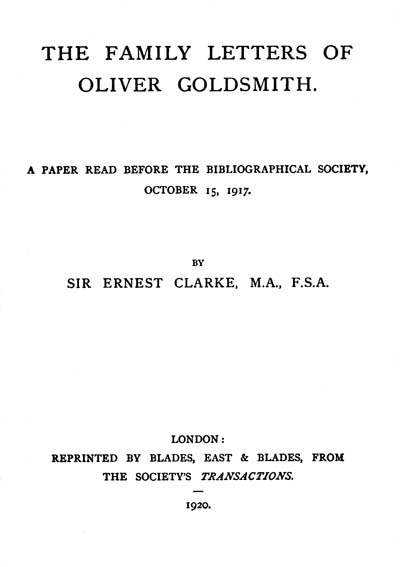 THE FAMILY LETTERS OF
OLIVER GOLDSMITH.
A PAPER READ BEFORE THE BIBLIOGRAPHICAL SOCIETY,
OCTOBER 15, 1917.
BY
SIR ERNEST CLARKE, M.A., F.S.A.
LONDON:
REPRINTED BY BLADES, EAST & BLADES, FROM
THE SOCIETY'S TRANSACTIONS.
—
1920.